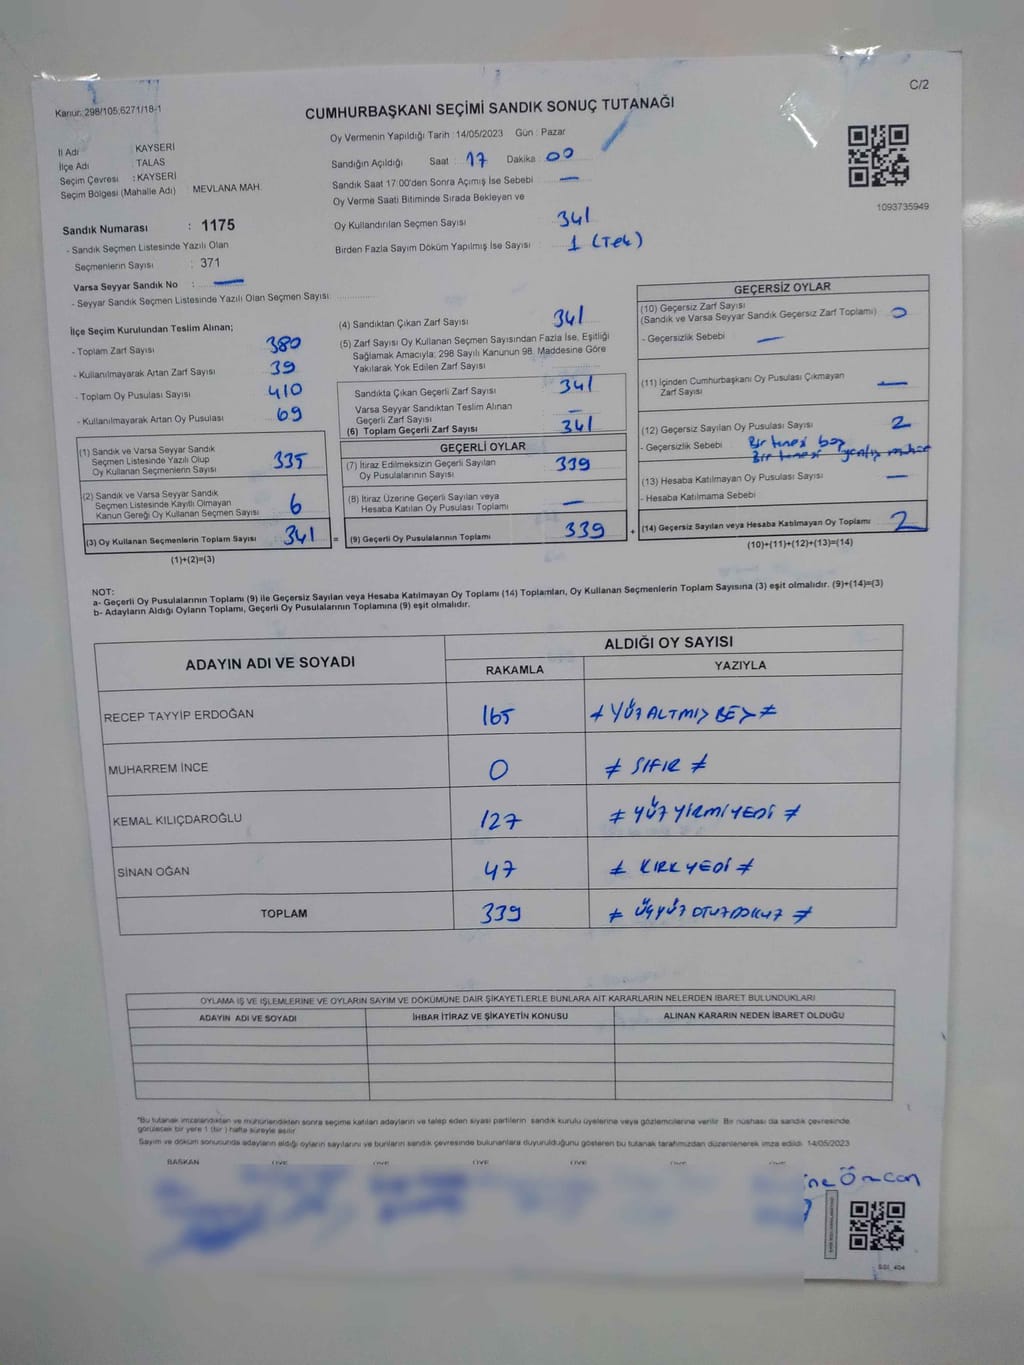 Kanun: 298/105,6271/18-1
C/2
CUMHURBAŞKANI SEÇİMİ SANDIK SONUÇ TUTANAĞI
Oy Vermenin Yapıldığı Tarih : 14/05/2023 Gün : Pazar
İl Adı : KAYSERİ
İlçe Adı : TALAS
Seçim Çevresi : KAYSERİ
Seçim Bölgesi (Mahalle Adı) : MEVLANA MAH.
Sandığın Açıldığı Saat : 17 Dakika : 00
Sandık Saat 17:00'den Sonra Açılmış İse Sebebi : —
Oy Verme Saati Bitiminde Sırada Bekleyen ve
Oy Kullandırılan Seçmen Sayısı : 341
Birden Fazla Sayım Döküm Yapılmış İse Sayısı : 1 (Tek)
1093735949
Sandık Numarası : 1175
- Sandık Seçmen Listesinde Yazılı Olan
Seçmenlerin Sayısı : 371
Varsa Seyyar Sandık No : —
- Seyyar Sandık Seçmen Listesinde Yazılı Olan Seçmen Sayısı :
İlçe Seçim Kurulundan Teslim Alınan;
- Toplam Zarf Sayısı : 380
- Kullanılmayarak Artan Zarf Sayısı : 39
- Toplam Oy Pusulası Sayısı : 410
- Kullanılmayarak Artan Oy Pusulası : 69
(1) Sandık ve Varsa Seyyar Sandık
Seçmen Listesinde Yazılı Olup
Oy Kullanan Seçmenlerin Sayısı 335
(2) Sandık ve Varsa Seyyar Sandık
Seçmen Listesinde Kayıtlı Olmayan
Kanun Gereği Oy Kullanan Seçmen Sayısı 6
(3) Oy Kullanan Seçmenlerin Toplam Sayısı 341
(1)+(2)=(3)
(4) Sandıktan Çıkan Zarf Sayısı : 341
(5) Zarf Sayısı Oy Kullanan Seçmen Sayısından Fazla İse, Eşitliği
Sağlamak Amacıyla; 298 Sayılı Kanunun 98. Maddesine Göre
Yakılarak Yok Edilen Zarf Sayısı :
Sandıkta Çıkan Geçerli Zarf Sayısı : 341
Varsa Seyyar Sandıktan Teslim Alınan
Geçerli Zarf Sayısı : —
(6) Toplam Geçerli Zarf Sayısı : 341
GEÇERLİ OYLAR
(7) İtiraz Edilmeksizin Geçerli Sayılan
Oy Pusulalarının Sayısı : 339
(8) İtiraz Üzerine Geçerli Sayılan veya
Hesaba Katılan Oy Pusulası Toplamı : —
= (9) Geçerli Oy Pusulalarının Toplamı : 339 +
GEÇERSİZ OYLAR
(10) Geçersiz Zarf Sayısı
(Sandık ve Varsa Seyyar Sandık Geçersiz Zarf Toplamı) : 0
- Geçersizlik Sebebi : —
(11) İçinden Cumhurbaşkanı Oy Pusulası Çıkmayan
Zarf Sayısı : —
(12) Geçersiz Sayılan Oy Pusulası Sayısı : 2
- Geçersizlik Sebebi : Bir tanesi boş
Bir tanesi yanlış mühür
(13) Hesaba Katılmayan Oy Pusulası Sayısı : —
- Hesaba Katılmama Sebebi :
(14) Geçersiz Sayılan veya Hesaba Katılmayan Oy Toplamı 2
(10)+(11)+(12)+(13)=(14)
NOT:
a- Geçerli Oy Pusulalarının Toplamı (9) ile Geçersiz Sayılan veya Hesaba Katılmayan Oy Toplamı (14) Toplamları, Oy Kullanan Seçmenlerin Toplam Sayısına (3) eşit olmalıdır. (9)+(14)=(3)
b- Adayların Aldığı Oyların Toplamı, Geçerli Oy Pusulalarının Toplamına (9) eşit olmalıdır.
ADAYIN ADI VE SOYADI
ALDIĞI OY SAYISI
RAKAMLA YAZIYLA
RECEP TAYYİP ERDOĞAN 165 ≠ YÜZ ALTMIŞ BEŞ ≠
MUHARREM İNCE 0 ≠ SIFIR ≠
KEMAL KILIÇDAROĞLU 127 ≠ YÜZ YİRMİ YEDİ ≠
SİNAN OĞAN 47 ≠ KIRK YEDİ ≠
TOPLAM 339 ≠ ÜÇ YÜZ OTUZ DOKUZ ≠
OYLAMA İŞ VE İŞLEMLERİNE VE OYLARIN SAYIM VE DÖKÜMÜNE DAİR ŞİKAYETLERLE BUNLARA AİT KARARLARIN NELERDEN İBARET BULUNDUKLARI
ADAYIN ADI VE SOYADI İHBAR İTİRAZ VE ŞİKAYETİN KONUSU ALINAN KARARIN NEDEN İBARET OLDUĞU
"Bu tutanak imzalandıktan ve mühürlendikten sonra seçime katılan adayların ve talep eden siyasi partilerin sandık kurulu üyelerine veya gözlemcilerine verilir. Bir nüshası da sandık çevresinde
görülecek bir yere 1 (bir) hafta süreyle asılır.
Sayım ve döküm sonucunda adayların aldığı oyların sayılarını ve bunların sandık çevresinde bulunanlara duyurulduğunu gösteren bu tutanak tarafımızdan düzenlenerek imza edildi. 14/05/2023
BAŞKAN ÜYE ÜYE ÜYE ÜYE ÜYE ÜYE
Özcan